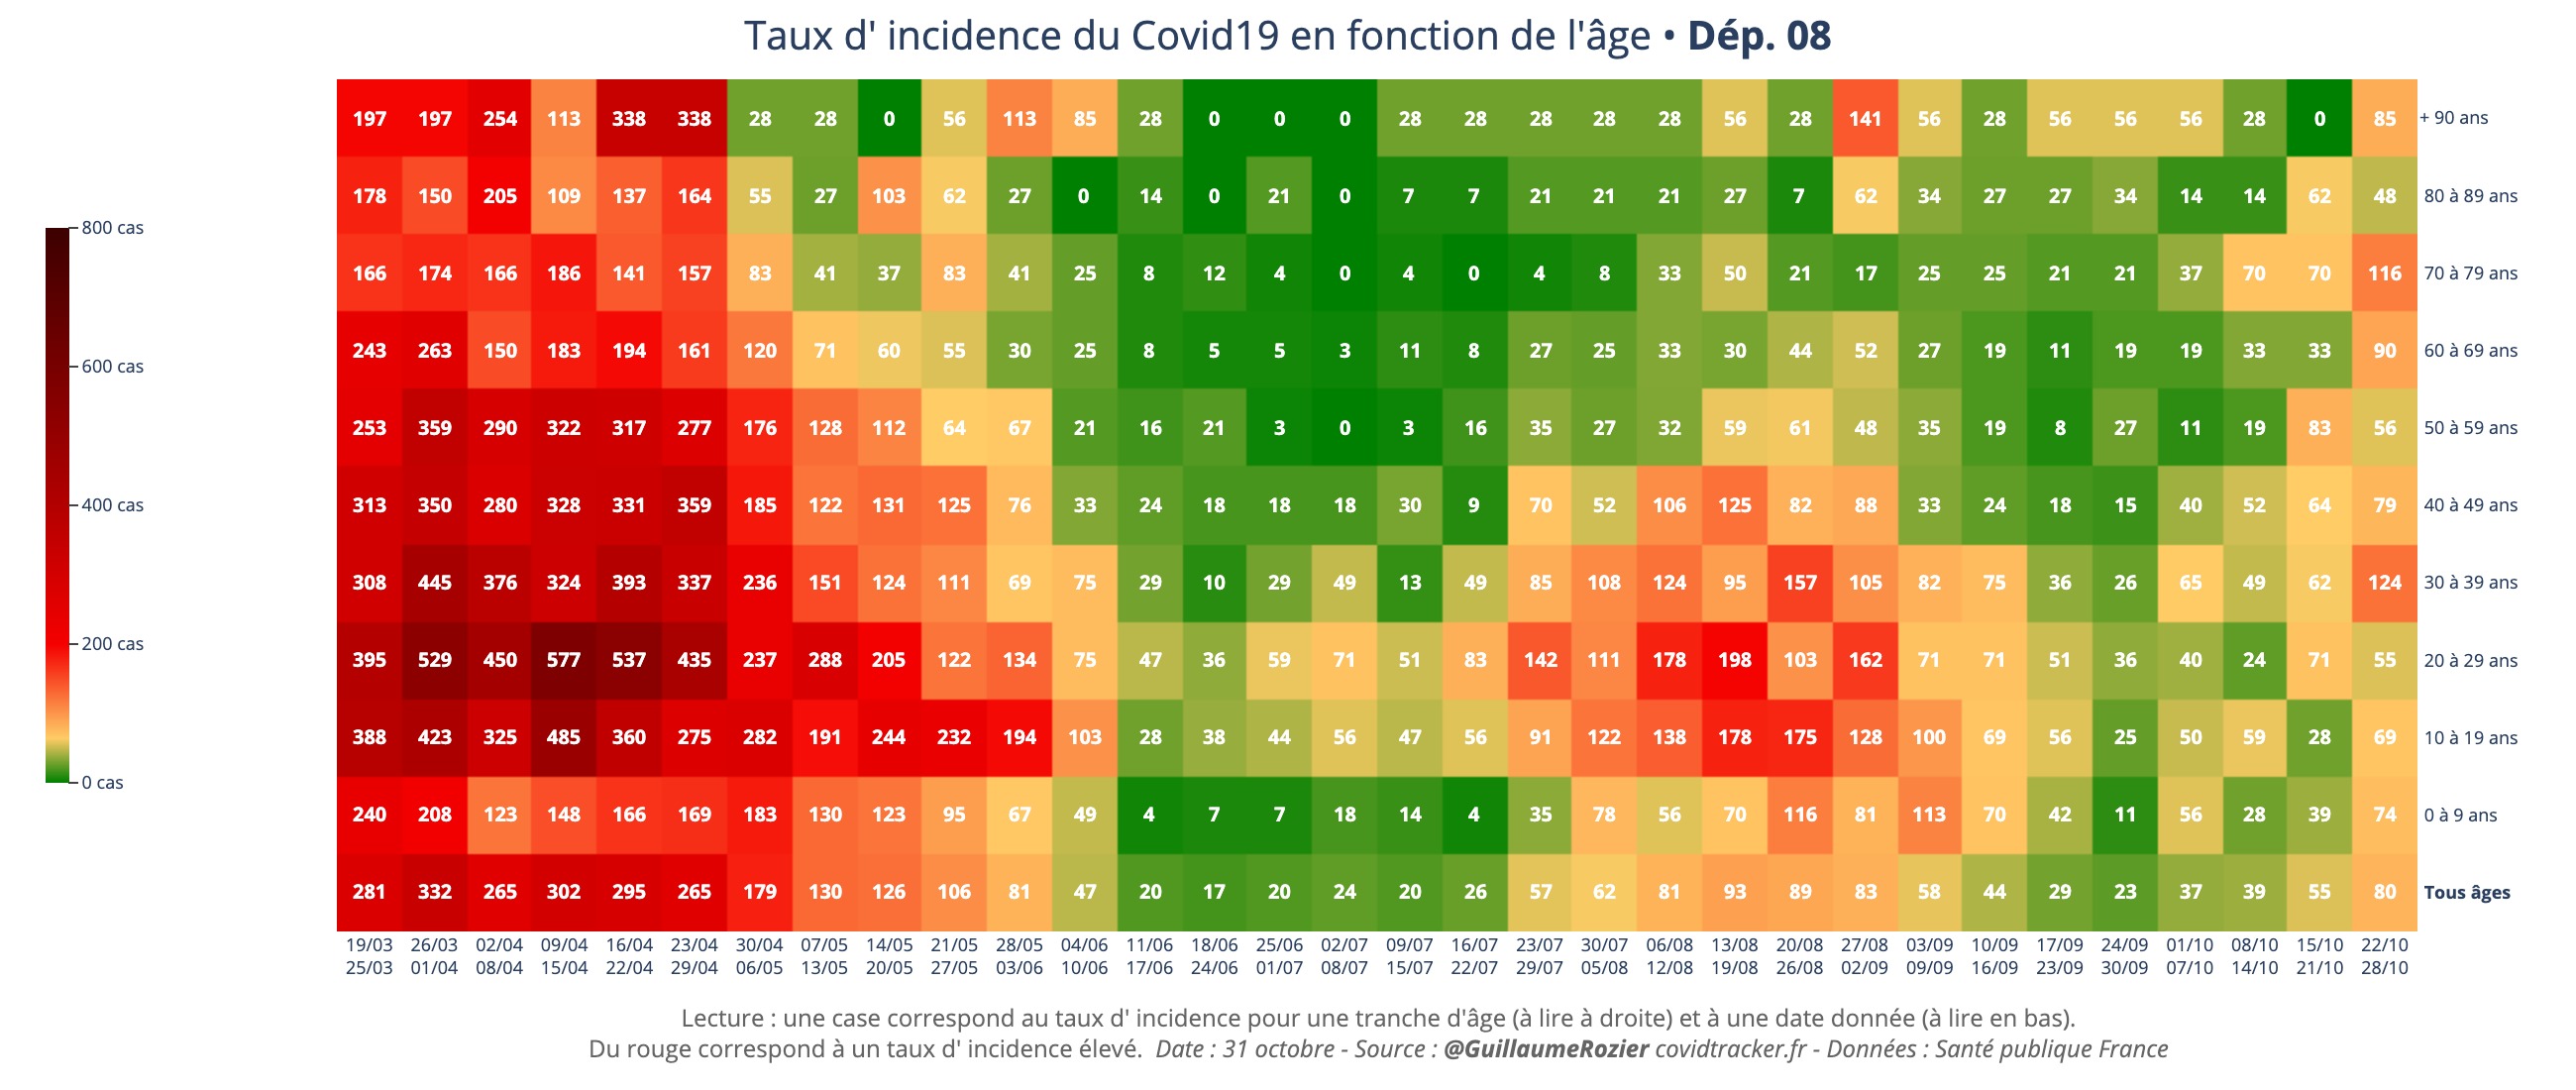 Taux d' incidence du Covid19 en fonction de l'âge • Dép. 08
800 cas
600 cas
400 cas
200 cas
0 cas
197 197 254 113 338 338 28 28 0 56 113 85 28 0 0 0 28 28 28 28 28 56 28 141 56 28 56 56 56 28 0 85 + 90 ans
178 150 205 109 137 164 55 27 103 62 27 0 14 0 21 0 7 7 21 21 21 27 7 62 34 27 27 34 14 14 62 48 80 à 89 ans
166 174 166 186 141 157 83 41 37 83 41 25 8 12 4 0 4 0 4 8 33 50 21 17 25 25 21 21 37 70 70 116 70 à 79 ans
243 263 150 183 194 161 120 71 60 55 30 25 8 5 5 3 11 8 27 25 33 30 44 52 27 19 11 19 19 33 33 90 60 à 69 ans
253 359 290 322 317 277 176 128 112 64 67 21 16 21 3 0 3 16 35 27 32 59 61 48 35 19 8 27 11 19 83 56 50 à 59 ans
313 350 280 328 331 359 185 122 131 125 76 33 24 18 18 18 30 9 70 52 106 125 82 88 33 24 18 15 40 52 64 79 40 à 49 ans
308 445 376 324 393 337 236 151 124 111 69 75 29 10 29 49 13 49 85 108 124 95 157 105 82 75 36 26 65 49 62 124 30 à 39 ans
395 529 450 577 537 435 237 288 205 122 134 75 47 36 59 71 51 83 142 111 178 198 103 162 71 71 51 36 40 24 71 55 20 à 29 ans
388 423 325 485 360 275 282 191 244 232 194 103 28 38 44 56 47 56 91 122 138 178 175 128 100 69 56 25 50 59 28 69 10 à 19 ans
240 208 123 148 166 169 183 130 123 95 67 49 4 7 7 18 14 4 35 78 56 70 116 81 113 70 42 11 56 28 39 74 0 à 9 ans
281 332 265 302 295 265 179 130 126 106 81 47 20 17 20 24 20 26 57 62 81 93 89 83 58 44 29 23 37 39 55 80 Tous âges
19/03 26/03 02/04 09/04 16/04 23/04 30/04 07/05 14/05 21/05 28/05 04/06 11/06 18/06 25/06 02/07 09/07 16/07 23/07 30/07 06/08 13/08 20/08 27/08 03/09 10/09 17/09 24/09 01/10 08/10 15/10 22/10
25/03 01/04 08/04 15/04 22/04 29/04 06/05 13/05 20/05 27/05 03/06 10/06 17/06 24/06 01/07 08/07 15/07 22/07 29/07 05/08 12/08 19/08 26/08 02/09 09/09 16/09 23/09 30/09 07/10 14/10 21/10 28/10
Lecture : une case correspond au taux d' incidence pour une tranche d'âge (à lire à droite) et à une date donnée (à lire en bas).
Du rouge correspond à un taux d' incidence élevé. Date : 31 octobre - Source : @GuillaumeRozier covidtracker.fr - Données : Santé publique France